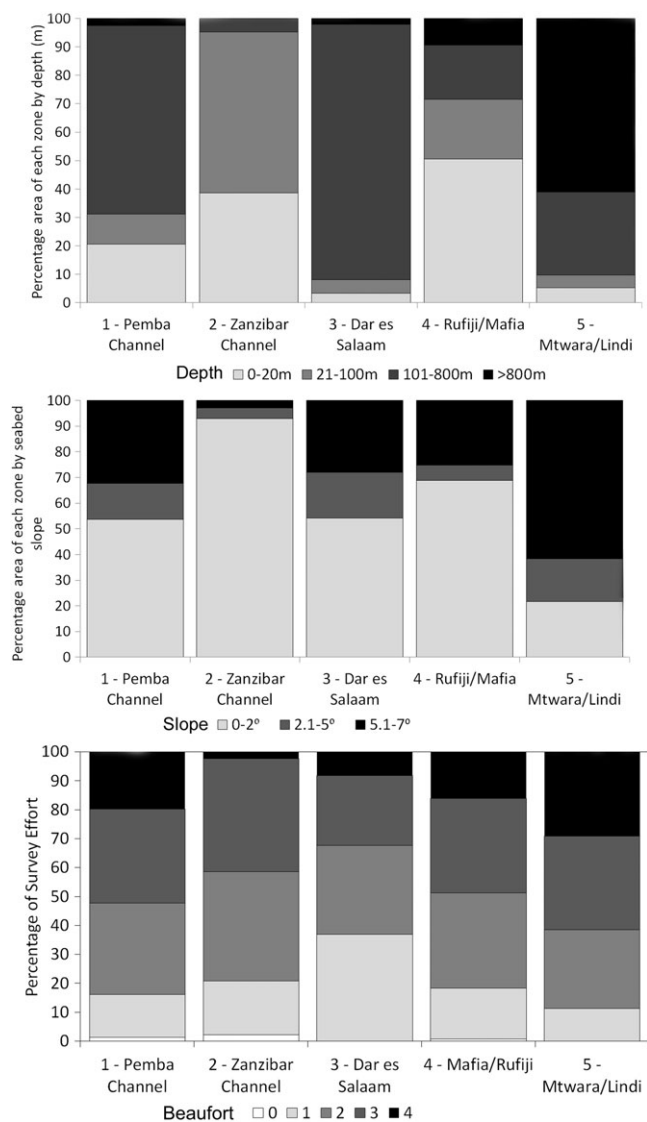 Percentage area of each zone by depth (m)
100
90
80
70
60
50
40
30
20
10
0
1 - Pemba Channel
2 - Zanzibar Channel
3 - Dar es Salaam
4 - Rufiji/Mafia
5 - Mtwara/Lindi
Depth 0-20m 21-100m 101-800m >800m
Percentage area of each zone by seabed
slope
100
90
80
70
60
50
40
30
20
10
0
1 - Pemba Channel
2 - Zanzibar Channel
3 - Dar es Salaam
4 - Rufiji/Mafia
5 - Mtwara/Lindi
Slope 0-2º 2.1-5º 5.1-7º
Percentage of Survey Effort
100
90
80
70
60
50
40
30
20
10
0
1 - Pemba Channel
2 - Zanzibar Channel
3 - Dar es Salaam
4 - Mafia/Rufiji
5 - Mtwara/Lindi
Beaufort 0 1 2 3 4